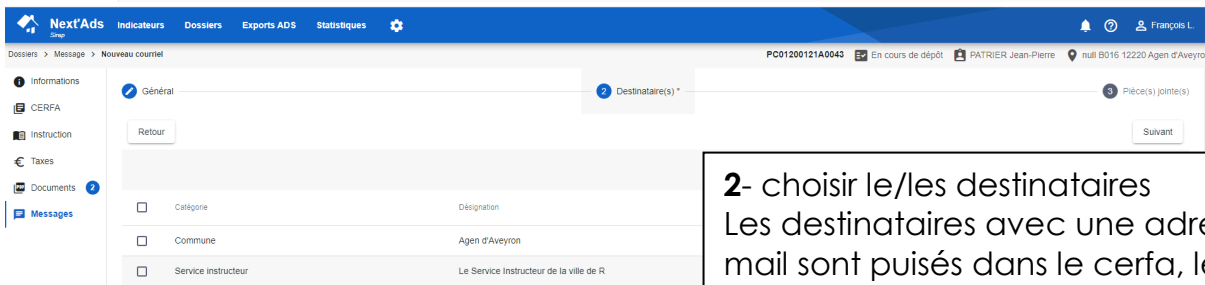 Next'Ads Indicateurs Dossiers Exports ADS Statistiques François L.
Sirap
Dossiers > Message > Nouveau courriel PC01200121A0043 En cours de dépôt PATRIER Jean-Pierre null B016 12220 Agen d'Aveyro
Informations
CERFA
Instruction
Taxes
Documents 2
Messages
Général 2 Destinataire(s) * 3 Pièce(s) jointe(s)
Retour Suivant
Catégorie Désignation
Commune Agen d'Aveyron
Service instructeur Le Service Instructeur de la ville de R
2- choisir le/les destinataires
Les destinataires avec une adre
mail sont puisés dans le cerfa, le